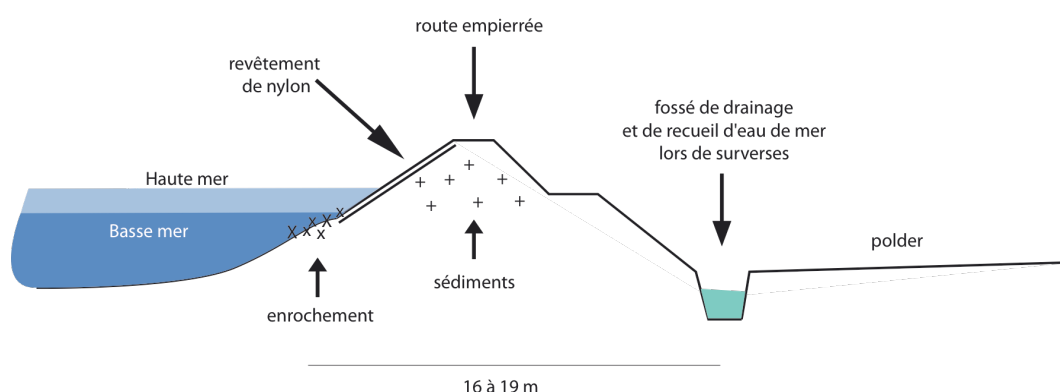 route empierrée
revêtement
de nylon
fossé de drainage
et de recueil d'eau de mer
lors de surverses
Haute mer
Basse mer
polder
sédiments
enrochement
16 à 19 m